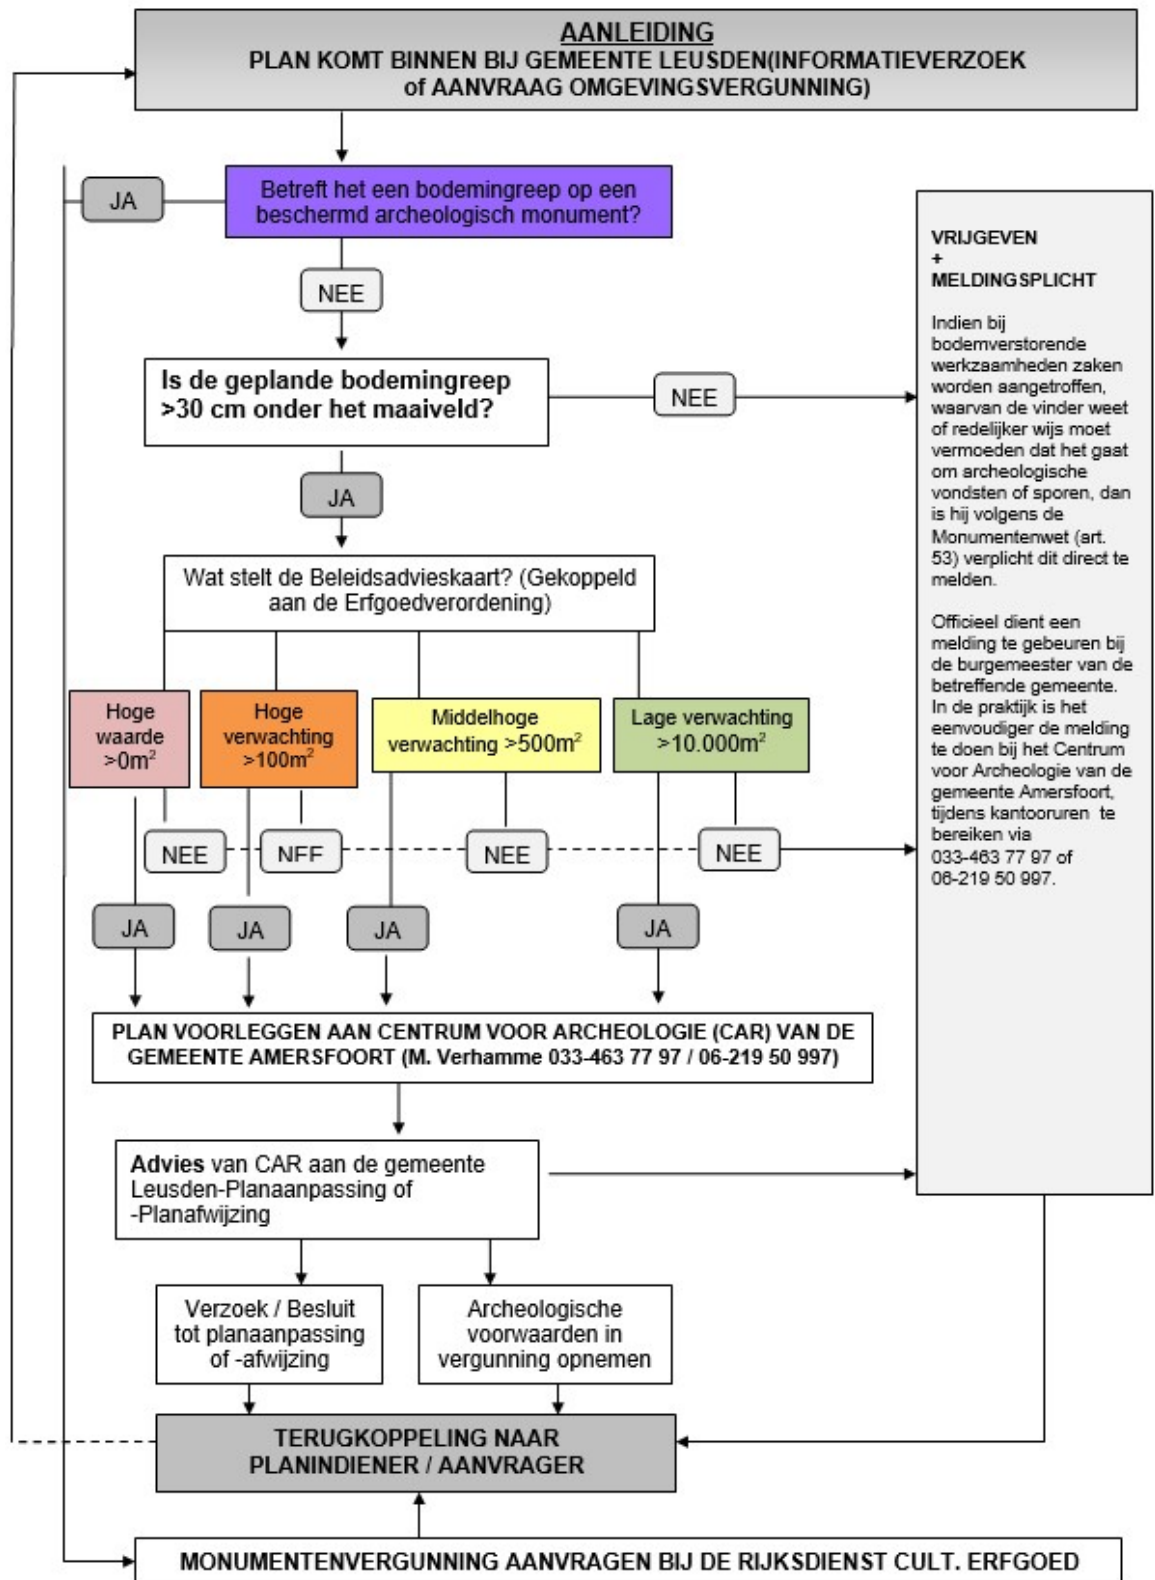 AANLEIDING
PLAN KOMT BINNEN BIJ GEMEENTE LEUSDEN(INFORMATIEVERZOEK
of AANVRAAG OMGEVINGSVERGUNNING)
JA
Betreft het een bodemingreep op een
beschermd archeologisch monument?
NEE
Is de geplande bodemingreep
>30 cm onder het maaiveld?
NEE
JA
Wat stelt de Beleidsadvieskaart? (Gekoppeld
aan de Erfgoedverordening)
Hoge
waarde
>0m²
Hoge
verwachting
>100m²
Middelhoge
verwachting >500m²
Lage verwachting
>10.000m²
NEE
NEE
NEE
NEE
JA
JA
JA
JA
VRIJGEVEN
+
MELDINGSPLICHT
Indien bij
bodemverstorende
werkzaamheden zaken
worden aangetroffen,
waarvan de vinder weet
of redelijker wijs moet
vermoeden dat het gaat
om archeologische
vondsten of sporen, dan
is hij volgens de
Monumentenwet (art.
53) verplicht dit direct te
melden.
Officieel dient een
melding te gebeuren bij
de burgemeester van de
betreffende gemeente.
In de praktijk is het
eenvoudiger de melding
te doen bij het Centrum
voor Archeologie van de
gemeente Amersfoort,
tijdens kantooruren te
bereiken via
033-463 77 97 of
06-219 50 997.
PLAN VOORLEGGEN AAN CENTRUM VOOR ARCHEOLOGIE (CAR) VAN DE
GEMEENTE AMERSFOORT (M. Verhamme 033-463 77 97 / 06-219 50 997)
Advies van CAR aan de gemeente
Leusden-Planaanpassing of
-Planafwijzing
Verzoek / Besluit
tot planaanpassing
of -afwijzing
Archeologische
voorwaarden in
vergunning opnemen
TERUGKOPPELING NAAR
PLANINDIENER / AANVRAGER
MONUMENTENVERGUNNING AANVRAGEN BIJ DE RIJKSDIENST CULT. ERFGOED